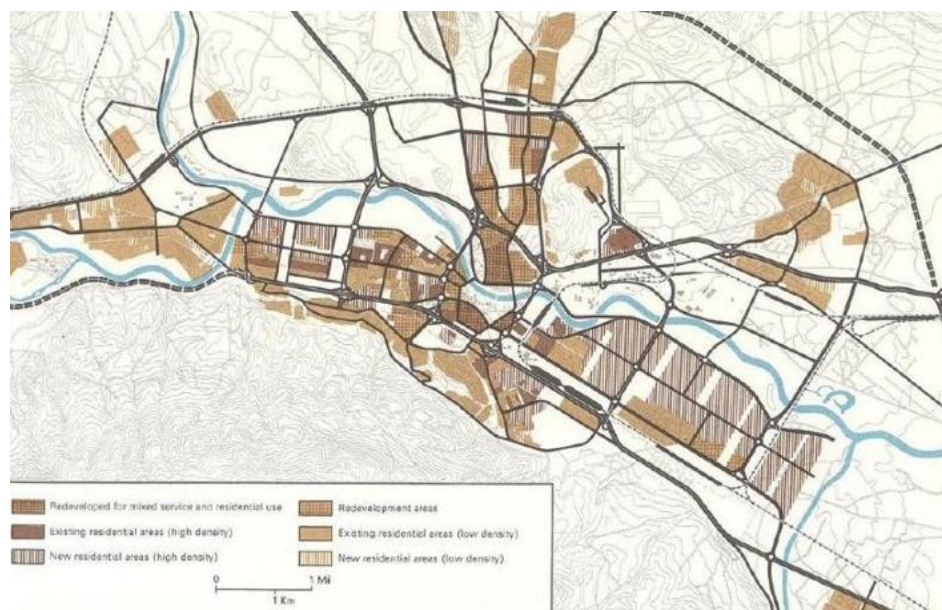 Redeveloped for mixed service and residential use
Redevelopment areas
Existing residential areas (high density)
Existing residential areas (low density)
New residential areas (high density)
New residential areas (low density)
0
1 Mi
1 Km